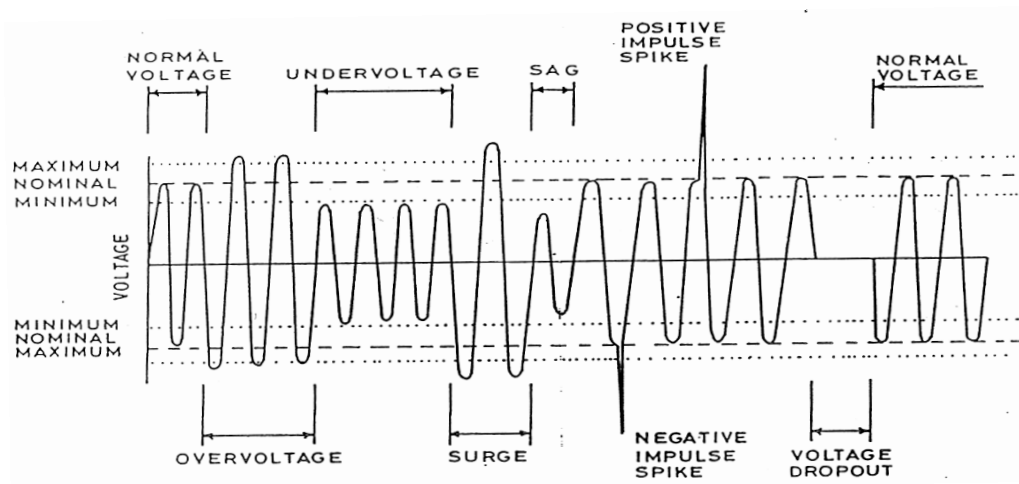 POSITIVE
IMPULSE
SPIKE
NORMAL
VOLTAGE
UNDERVOLTAGE
SAG
NORMAL
VOLTAGE
MAXIMUM
NOMINAL
MINIMUM
VOLTAGE
MINIMUM
NOMINAL
MAXIMUM
OVERVOLTAGE
SURGE
NEGATIVE
IMPULSE
SPIKE
VOLTAGE
DROPOUT